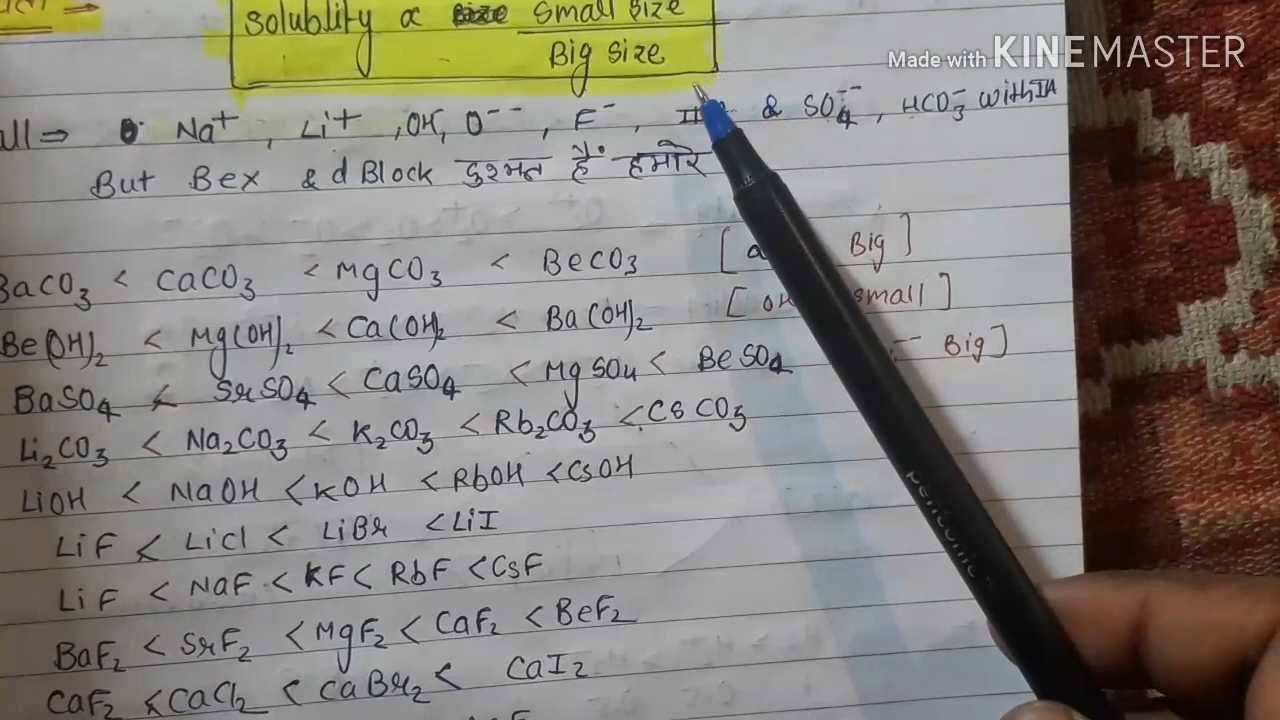 Made with KINEMASTER
Solublity ∝ Small Size
Big size
all ⇒ Na⁺, Li⁺, OH⁻, O⁻⁻, F⁻, & SO₄⁻⁻, HCO₃⁻ with IA
But Bex & d Block दुश्मन है हमारे
BaCO₃ < CaCO₃ < MgCO₃ < BeCO₃ [ Big ]
Be(OH)₂ < Mg(OH)₂ < Ca(OH)₂ < Ba(OH)₂ [ OH small ]
BaSO₄ < SrSO₄ < CaSO₄ < MgSO₄ < BeSO₄ Big ]
Li₂CO₃ < Na₂CO₃ < K₂CO₃ < Rb₂CO₃ < CsCO₃
LiOH < NaOH < KOH < RbOH < CsOH
LiF < LiCl < LiBr < LiI
LiF < NaF < KF < RbF < CsF
BaF₂ < SrF₂ < MgF₂ < CaF₂ < BeF₂
CaF₂ < CaCl₂ < CaBr₂ < CaI₂